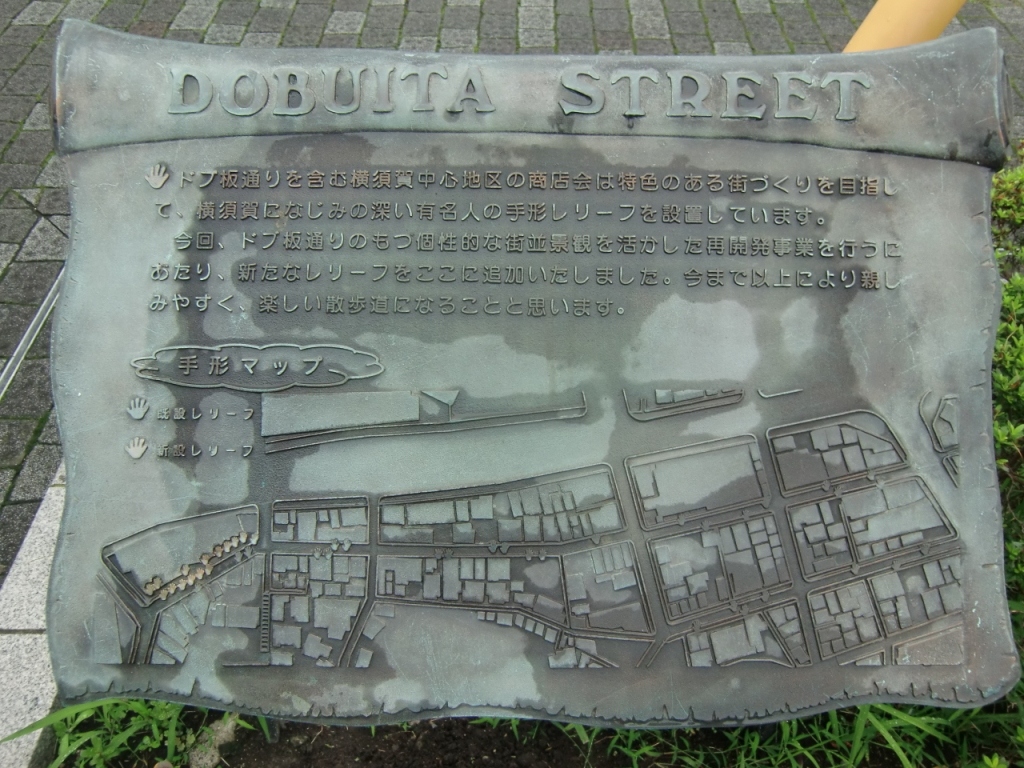 DOBUITA STREET
ドブ板通りを含む横須賀中心地区の商店会は特色のある街づくりを目指し
て、横須賀になじみの深い有名人の手形レリーフを設置しています。
今回、ドブ板通りのもつ個性的な街並景観を活かした再開発事業を行うに
あたり、新たなレリーフをここに追加いたしました。今まで以上により親し
みやすく、楽しい散歩道になることと思います。
手形マップ
既設レリーフ
新設レリーフ